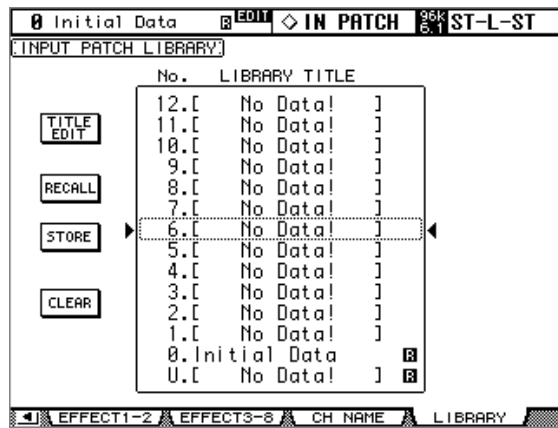 0 Initial Data R EDIT ◇ IN PATCH 96k 6.1 ST-L-ST
INPUT PATCH LIBRARY
No. LIBRARY TITLE
12.[ No Data! ]
TITLE EDIT
11.[ No Data! ]
10.[ No Data! ]
9.[ No Data! ]
RECALL
8.[ No Data! ]
7.[ No Data! ]
STORE
6.[ No Data! ]
5.[ No Data! ]
4.[ No Data! ]
CLEAR
3.[ No Data! ]
2.[ No Data! ]
1.[ No Data! ]
0.Initial Data R
U.[ No Data! ] R
EFFECT1-2 EFFECT3-8 CH NAME LIBRARY